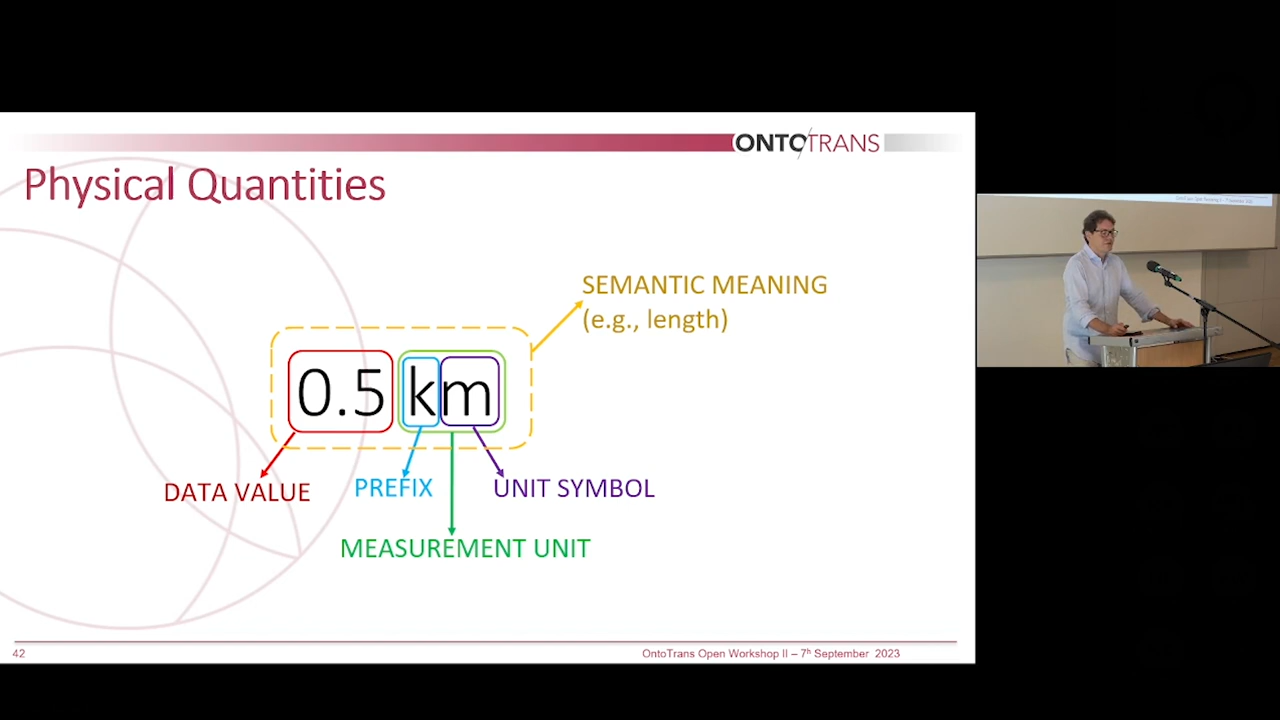 ONTOTRANS
Physical Quantities
SEMANTIC MEANING
(e.g., length)
0.5 km
DATA VALUE
PREFIX
UNIT SYMBOL
MEASUREMENT UNIT
42
OntoTrans Open Workshop II – 7ʰ September 2023